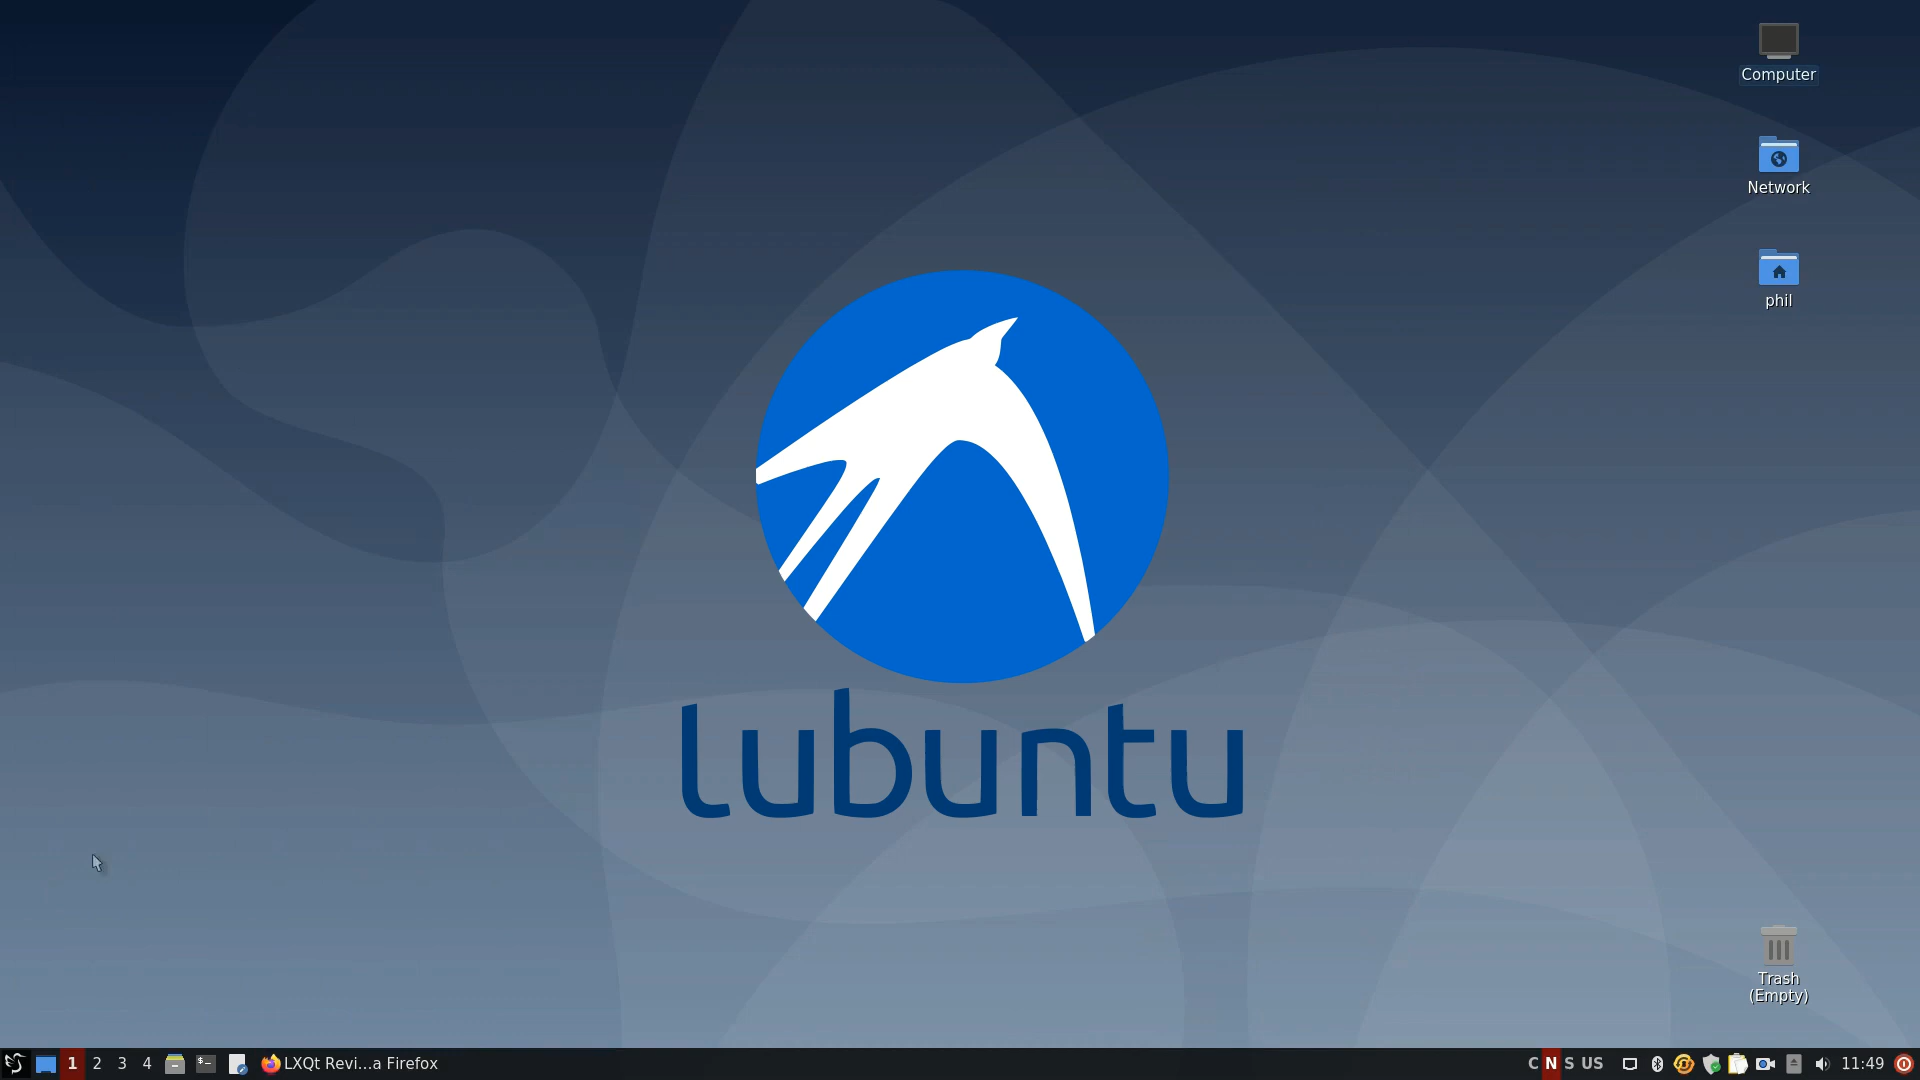 Computer
Network
phil
lubuntu
Trash
(Empty)
1 2 3 4 $- LXQt Revi...a Firefox C N S US 11:49